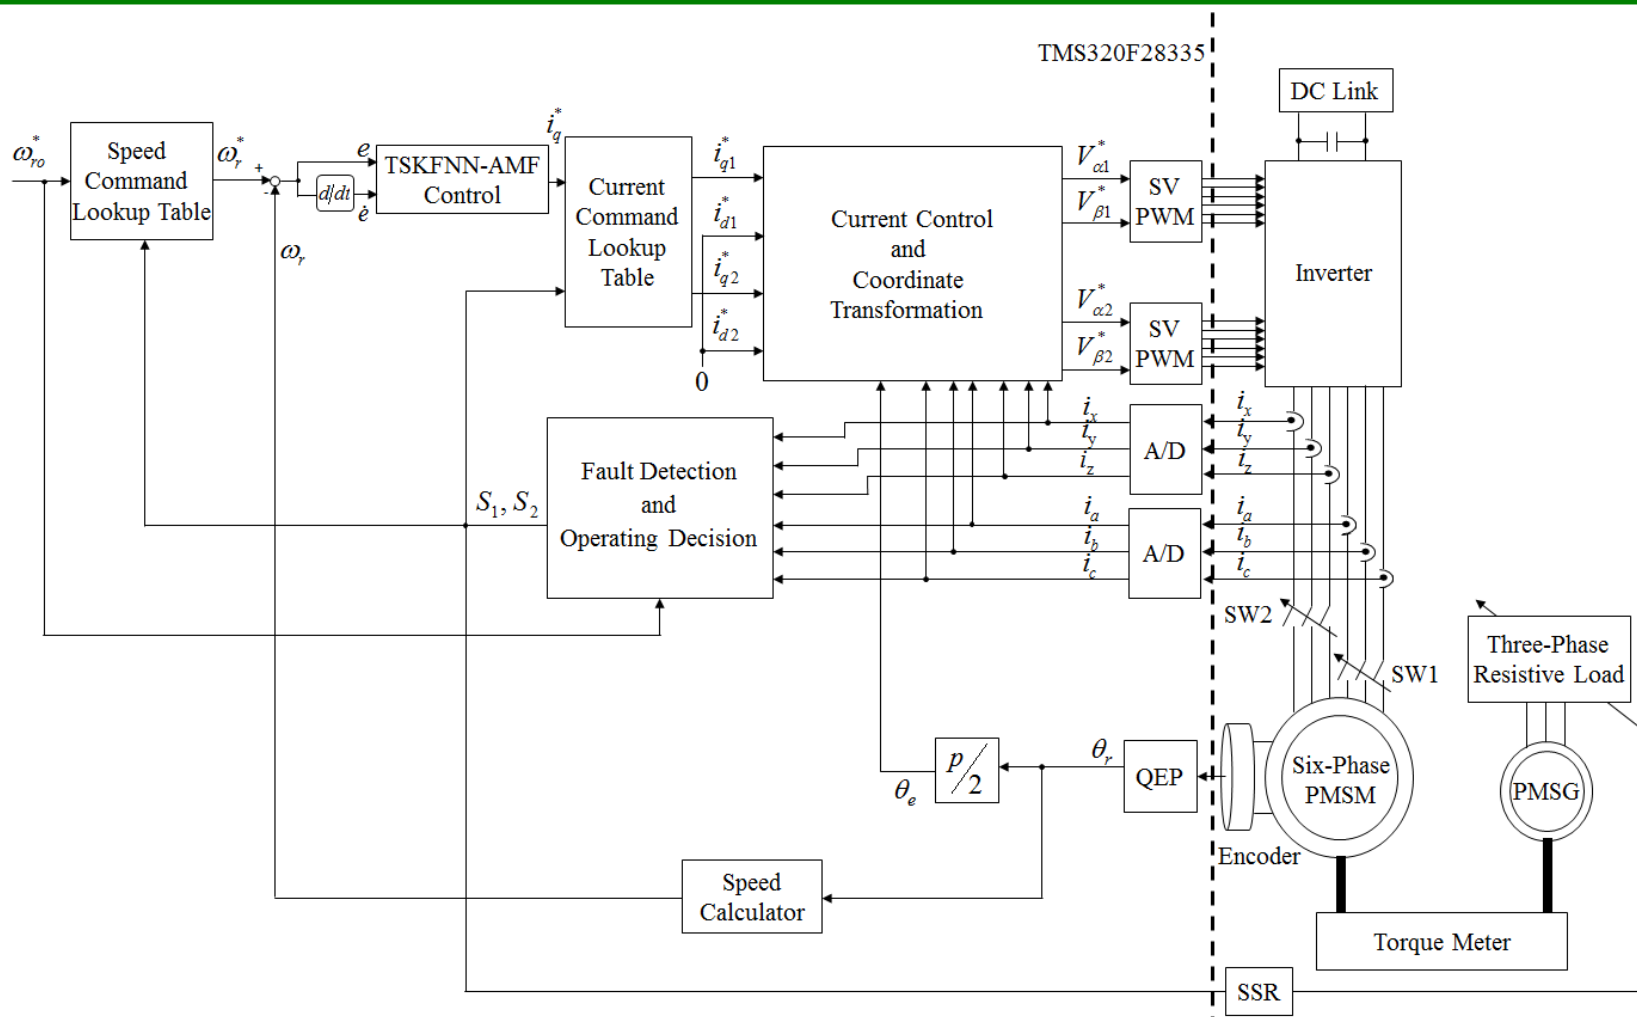 TMS320F28335
DC Link
ω*ro
Speed
Command
Lookup Table
ω*r
+
-
e
d/dt
ė
TSKFNN-AMF
Control
i*q
Current
Command
Lookup
Table
i*q1
i*d1
i*q2
i*d2
0
Current Control
and
Coordinate
Transformation
V*α1
V*β1
V*α2
V*β2
SV
PWM
SV
PWM
Inverter
ωr
Fault Detection
and
Operating Decision
S1, S2
ix
iy
iz
ia
ib
ic
A/D
A/D
ix
iy
iz
ia
ib
ic
SW2
SW1
Three-Phase
Resistive Load
θe
p/2
θr
QEP
Encoder
Six-Phase
PMSM
PMSG
Speed
Calculator
Torque Meter
SSR